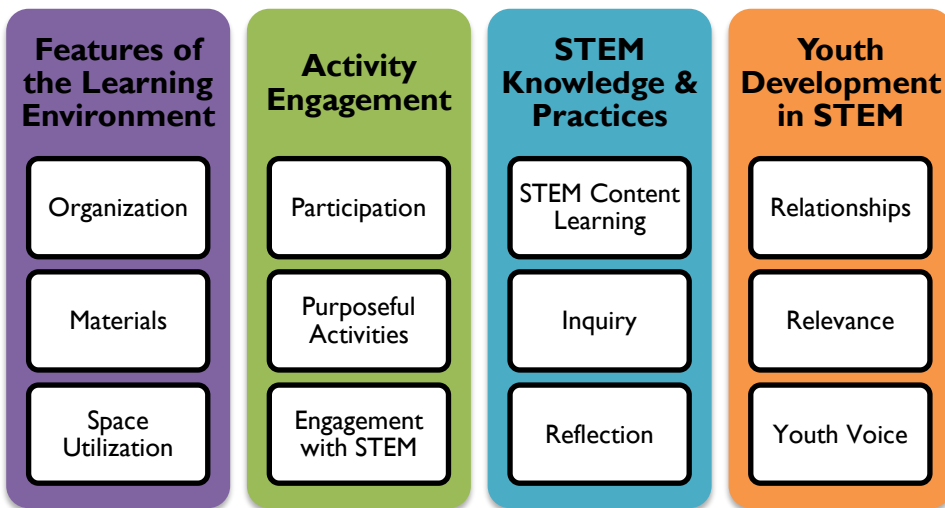 Features of
the Learning
Environment
Organization
Materials
Space
Utilization
Activity
Engagement
Participation
Purposeful
Activities
Engagement
with STEM
STEM
Knowledge &
Practices
STEM Content
Learning
Inquiry
Reflection
Youth
Development
in STEM
Relationships
Relevance
Youth Voice